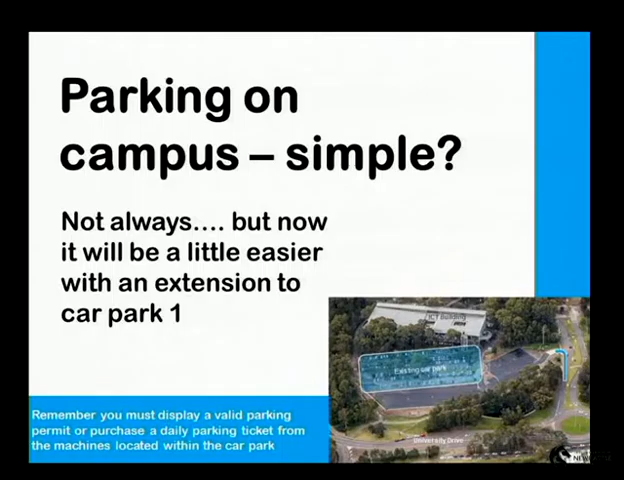 Parking on
campus – simple?
Not always.... but now
it will be a little easier
with an extension to
car park 1
ICT Building
Existing car park
University Drive
Remember you must display a valid parking
permit or purchase a daily parking ticket from
the machines located within the car park